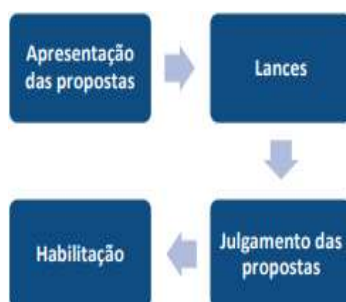 Apresentação
das propostas
Lances
Julgamento das
propostas
Habilitação